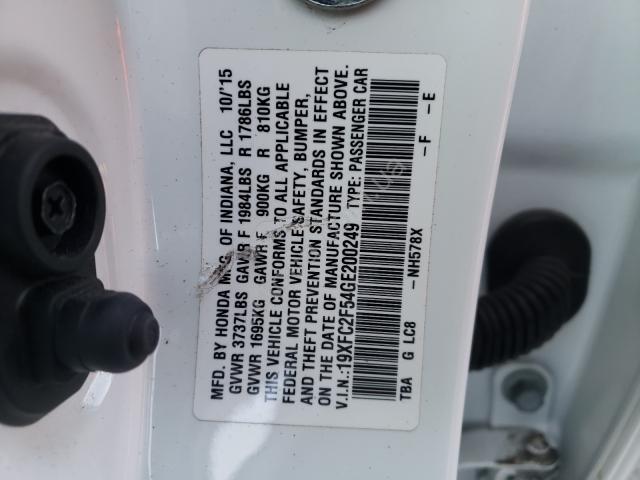 MFD. BY HONDA MFG. OF INDIANA, LLC 10/'15
GVWR 3737LBS GAWR F 1984LBS R 1786LBS
GVWR 1695KG GAWR F 900KG R 810KG
THIS VEHICLE CONFORMS TO ALL APPLICABLE
FEDERAL MOTOR VEHICLE SAFETY, BUMPER,
AND THEFT PREVENTION STANDARDS IN EFFECT
ON THE DATE OF MANUFACTURE SHOWN ABOVE.
V.I.N.:19XFC2F54GE200249 TYPE: PASSENGER CAR
TBA G LC8 -NH578X -F -E